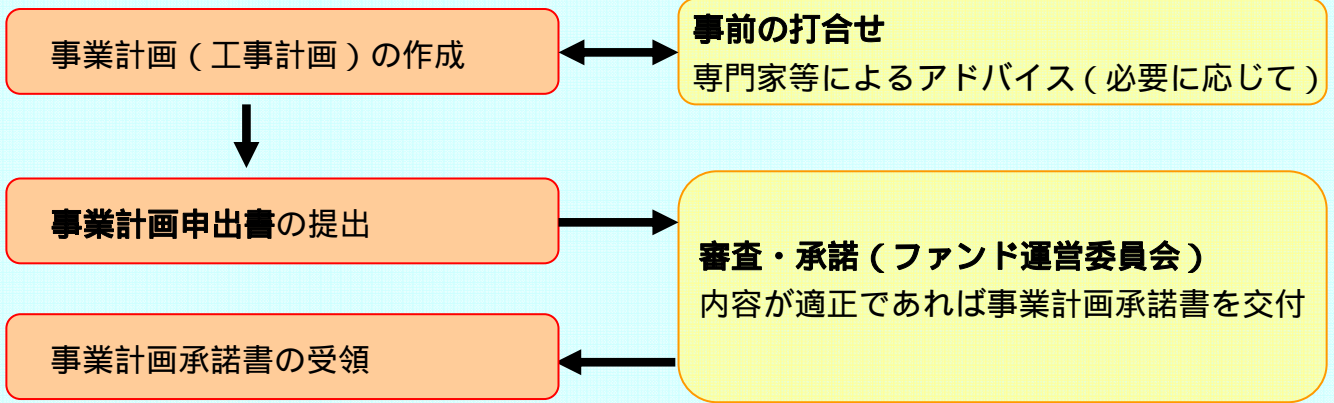 事業計画（工事計画）の作成
事前の打合せ
専門家等によるアドバイス（必要に応じて）
事業計画申出書の提出
審査・承諾（ファンド運営委員会）
内容が適正であれば事業計画承諾書を交付
事業計画承諾書の受領